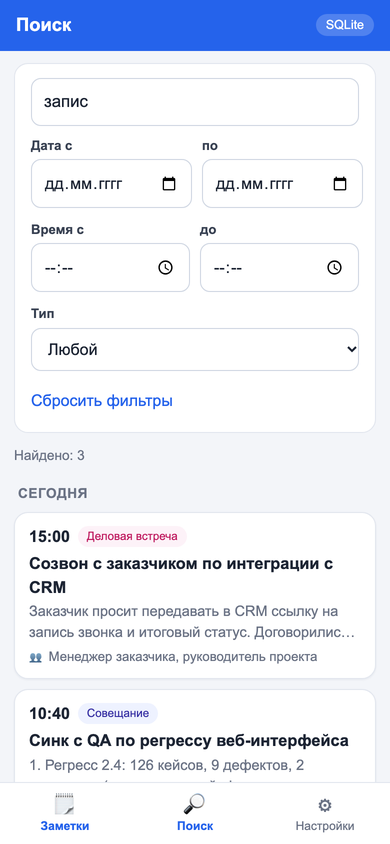 Поиск
SQLite
запис
Дата с
по
дд.мм.гггг
дд.мм.гггг
Время с
до
--:--
--:--
Тип
Любой
Сбросить фильтры
Найдено: 3
СЕГОДНЯ
15:00 Деловая встреча
Созвон с заказчиком по интеграции с
CRM
Заказчик просит передавать в CRM ссылку на
запись звонка и итоговый статус. Договорилис…
Менеджер заказчика, руководитель проекта
10:40 Совещание
Синк с QA по регрессу веб-интерфейса
1. Регресс 2.4: 126 кейсов, 9 дефектов, 2
Заметки
Поиск
Настройки